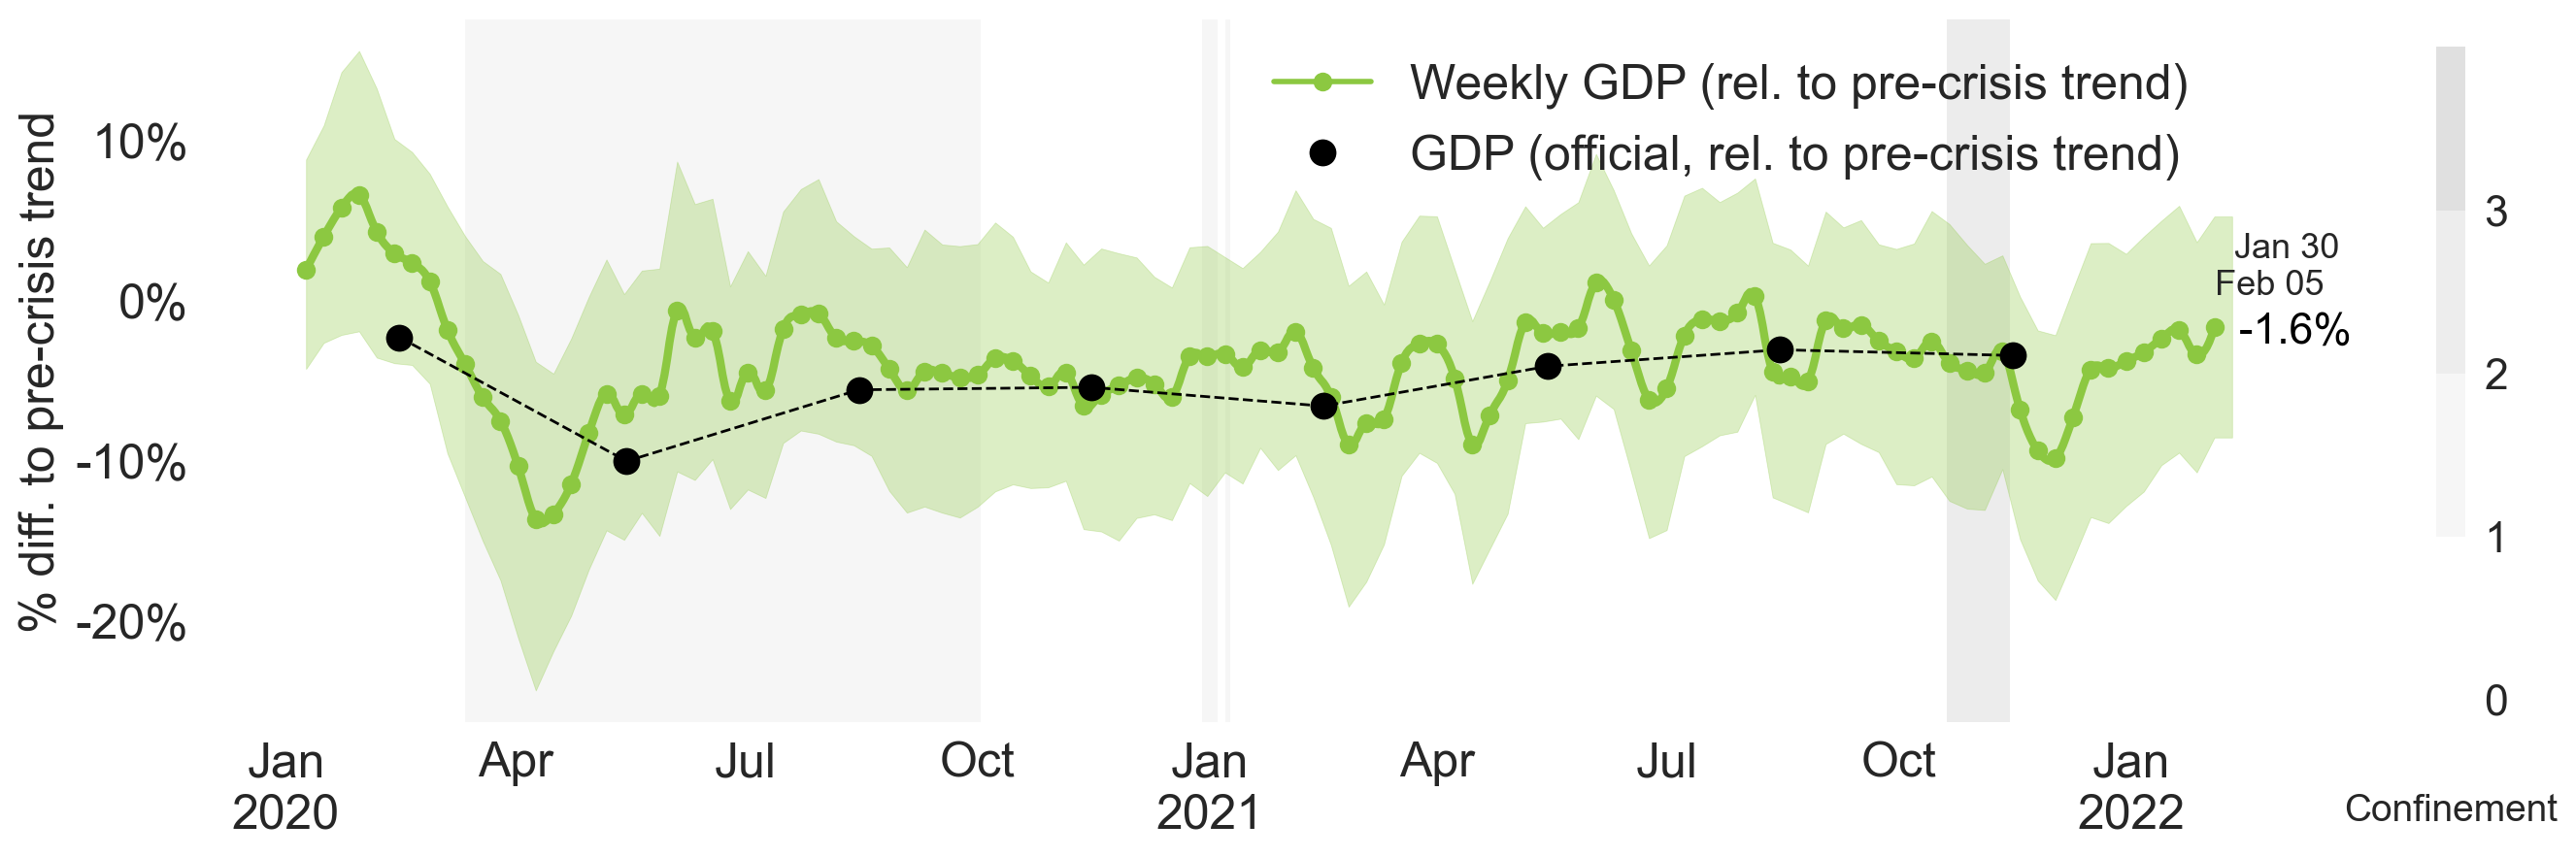 Weekly GDP (rel. to pre-crisis trend)
GDP (official, rel. to pre-crisis trend)
% diff. to pre-crisis trend
10%
0%
-10%
-20%
Jan 30
Feb 05
-1.6%
3
2
1
0
Jan Apr Jul Oct Jan Apr Jul Oct Jan
2020 2021 2022
Confinement